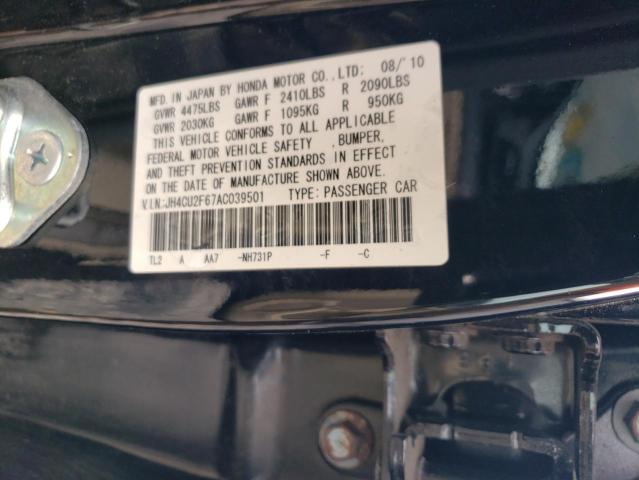 MFD. IN JAPAN BY HONDA MOTOR CO., LTD: 08/'10
GVWR 4475LBS GAWR F 2410LBS R 2090LBS
GVWR 2030KG GAWR F 1095KG R 950KG
THIS VEHICLE CONFORMS TO ALL APPLICABLE
FEDERAL MOTOR VEHICLE SAFETY , BUMPER,
AND THEFT PREVENTION STANDARDS IN EFFECT
ON THE DATE OF MANUFACTURE SHOWN ABOVE.
V.I.N.:JH4CU2F67AC039501 TYPE: PASSENGER CAR
TL2 A AA7 -NH731P -F -C